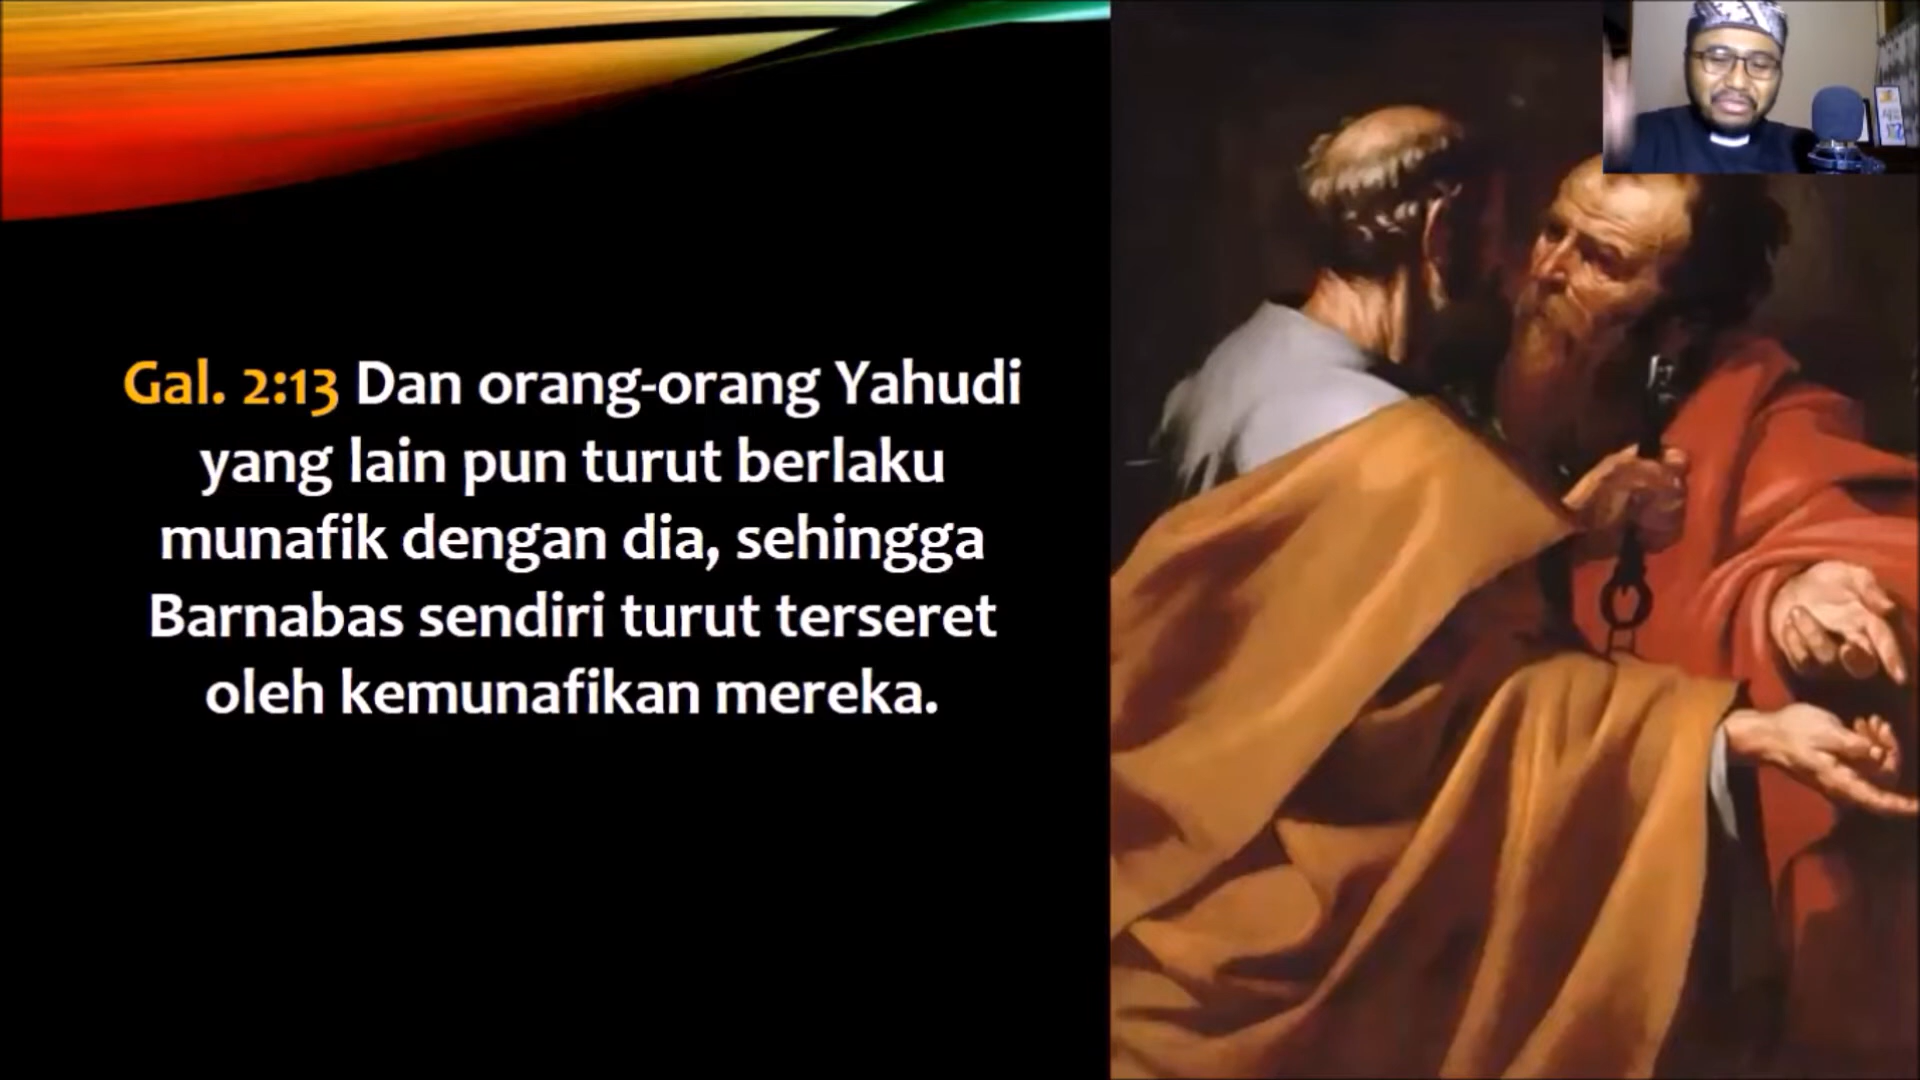 Gal. 2:13 Dan orang-orang Yahudi
yang lain pun turut berlaku
munafik dengan dia, sehingga
Barnabas sendiri turut terseret
oleh kemunafikan mereka.